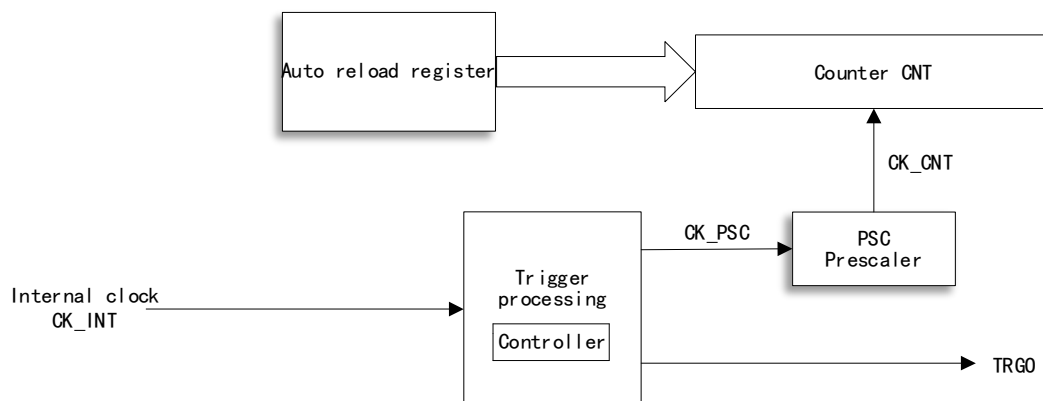 Auto reload register
Counter CNT
CK_CNT
CK_PSC
PSC
Prescaler
Trigger
processing
Controller
Internal clock
CK_INT
TRGO